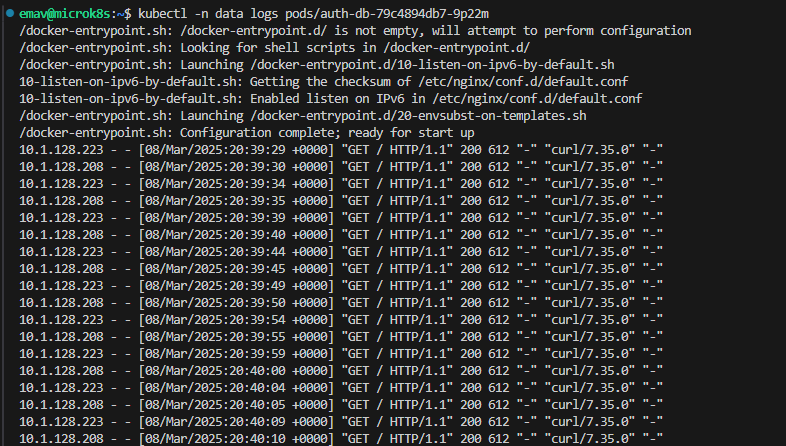 emav@microk8s:~$ kubectl -n data logs pods/auth-db-79c4894db7-9p22m
/docker-entrypoint.sh: /docker-entrypoint.d/ is not empty, will attempt to perform configuration
/docker-entrypoint.sh: Looking for shell scripts in /docker-entrypoint.d/
/docker-entrypoint.sh: Launching /docker-entrypoint.d/10-listen-on-ipv6-by-default.sh
10-listen-on-ipv6-by-default.sh: Getting the checksum of /etc/nginx/conf.d/default.conf
10-listen-on-ipv6-by-default.sh: Enabled listen on IPv6 in /etc/nginx/conf.d/default.conf
/docker-entrypoint.sh: Launching /docker-entrypoint.d/20-envsubst-on-templates.sh
/docker-entrypoint.sh: Configuration complete; ready for start up
10.1.128.223 - - [08/Mar/2025:20:39:29 +0000] "GET / HTTP/1.1" 200 612 "-" "curl/7.35.0" "-"
10.1.128.208 - - [08/Mar/2025:20:39:30 +0000] "GET / HTTP/1.1" 200 612 "-" "curl/7.35.0" "-"
10.1.128.223 - - [08/Mar/2025:20:39:34 +0000] "GET / HTTP/1.1" 200 612 "-" "curl/7.35.0" "-"
10.1.128.208 - - [08/Mar/2025:20:39:35 +0000] "GET / HTTP/1.1" 200 612 "-" "curl/7.35.0" "-"
10.1.128.223 - - [08/Mar/2025:20:39:39 +0000] "GET / HTTP/1.1" 200 612 "-" "curl/7.35.0" "-"
10.1.128.208 - - [08/Mar/2025:20:39:40 +0000] "GET / HTTP/1.1" 200 612 "-" "curl/7.35.0" "-"
10.1.128.223 - - [08/Mar/2025:20:39:44 +0000] "GET / HTTP/1.1" 200 612 "-" "curl/7.35.0" "-"
10.1.128.208 - - [08/Mar/2025:20:39:45 +0000] "GET / HTTP/1.1" 200 612 "-" "curl/7.35.0" "-"
10.1.128.223 - - [08/Mar/2025:20:39:49 +0000] "GET / HTTP/1.1" 200 612 "-" "curl/7.35.0" "-"
10.1.128.208 - - [08/Mar/2025:20:39:50 +0000] "GET / HTTP/1.1" 200 612 "-" "curl/7.35.0" "-"
10.1.128.223 - - [08/Mar/2025:20:39:54 +0000] "GET / HTTP/1.1" 200 612 "-" "curl/7.35.0" "-"
10.1.128.208 - - [08/Mar/2025:20:39:55 +0000] "GET / HTTP/1.1" 200 612 "-" "curl/7.35.0" "-"
10.1.128.223 - - [08/Mar/2025:20:39:59 +0000] "GET / HTTP/1.1" 200 612 "-" "curl/7.35.0" "-"
10.1.128.208 - - [08/Mar/2025:20:40:00 +0000] "GET / HTTP/1.1" 200 612 "-" "curl/7.35.0" "-"
10.1.128.223 - - [08/Mar/2025:20:40:04 +0000] "GET / HTTP/1.1" 200 612 "-" "curl/7.35.0" "-"
10.1.128.208 - - [08/Mar/2025:20:40:05 +0000] "GET / HTTP/1.1" 200 612 "-" "curl/7.35.0" "-"
10.1.128.223 - - [08/Mar/2025:20:40:09 +0000] "GET / HTTP/1.1" 200 612 "-" "curl/7.35.0" "-"
10.1.128.208 - - [08/Mar/2025:20:40:10 +0000] "GET / HTTP/1.1" 200 612 "-" "curl/7.35.0" "-"